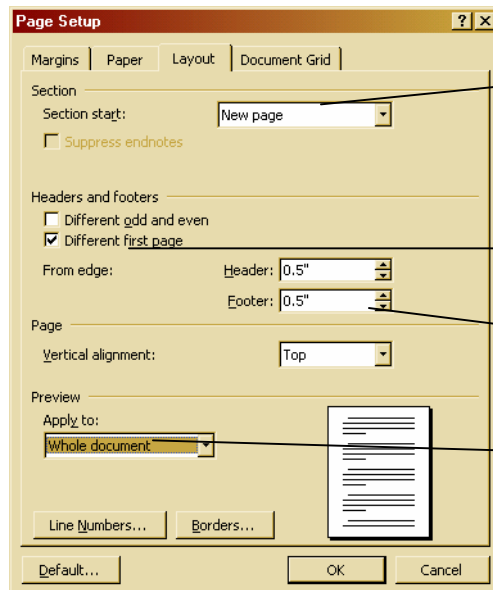 Page Setup
Margins Paper Layout Document Grid
Section
Section start: New page
Suppress endnotes
Headers and footers
Different odd and even
Different first page
From edge: Header: 0.5"
Footer: 0.5"
Page
Vertical alignment: Top
Preview
Apply to:
Whole document
Line Numbers... Borders...
Default... OK Cancel